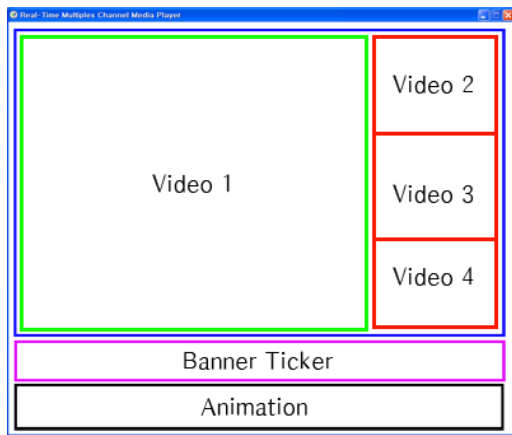 Real-Time Multiplex Channel Media Player
Video 1
Video 2
Video 3
Video 4
Banner Ticker
Animation